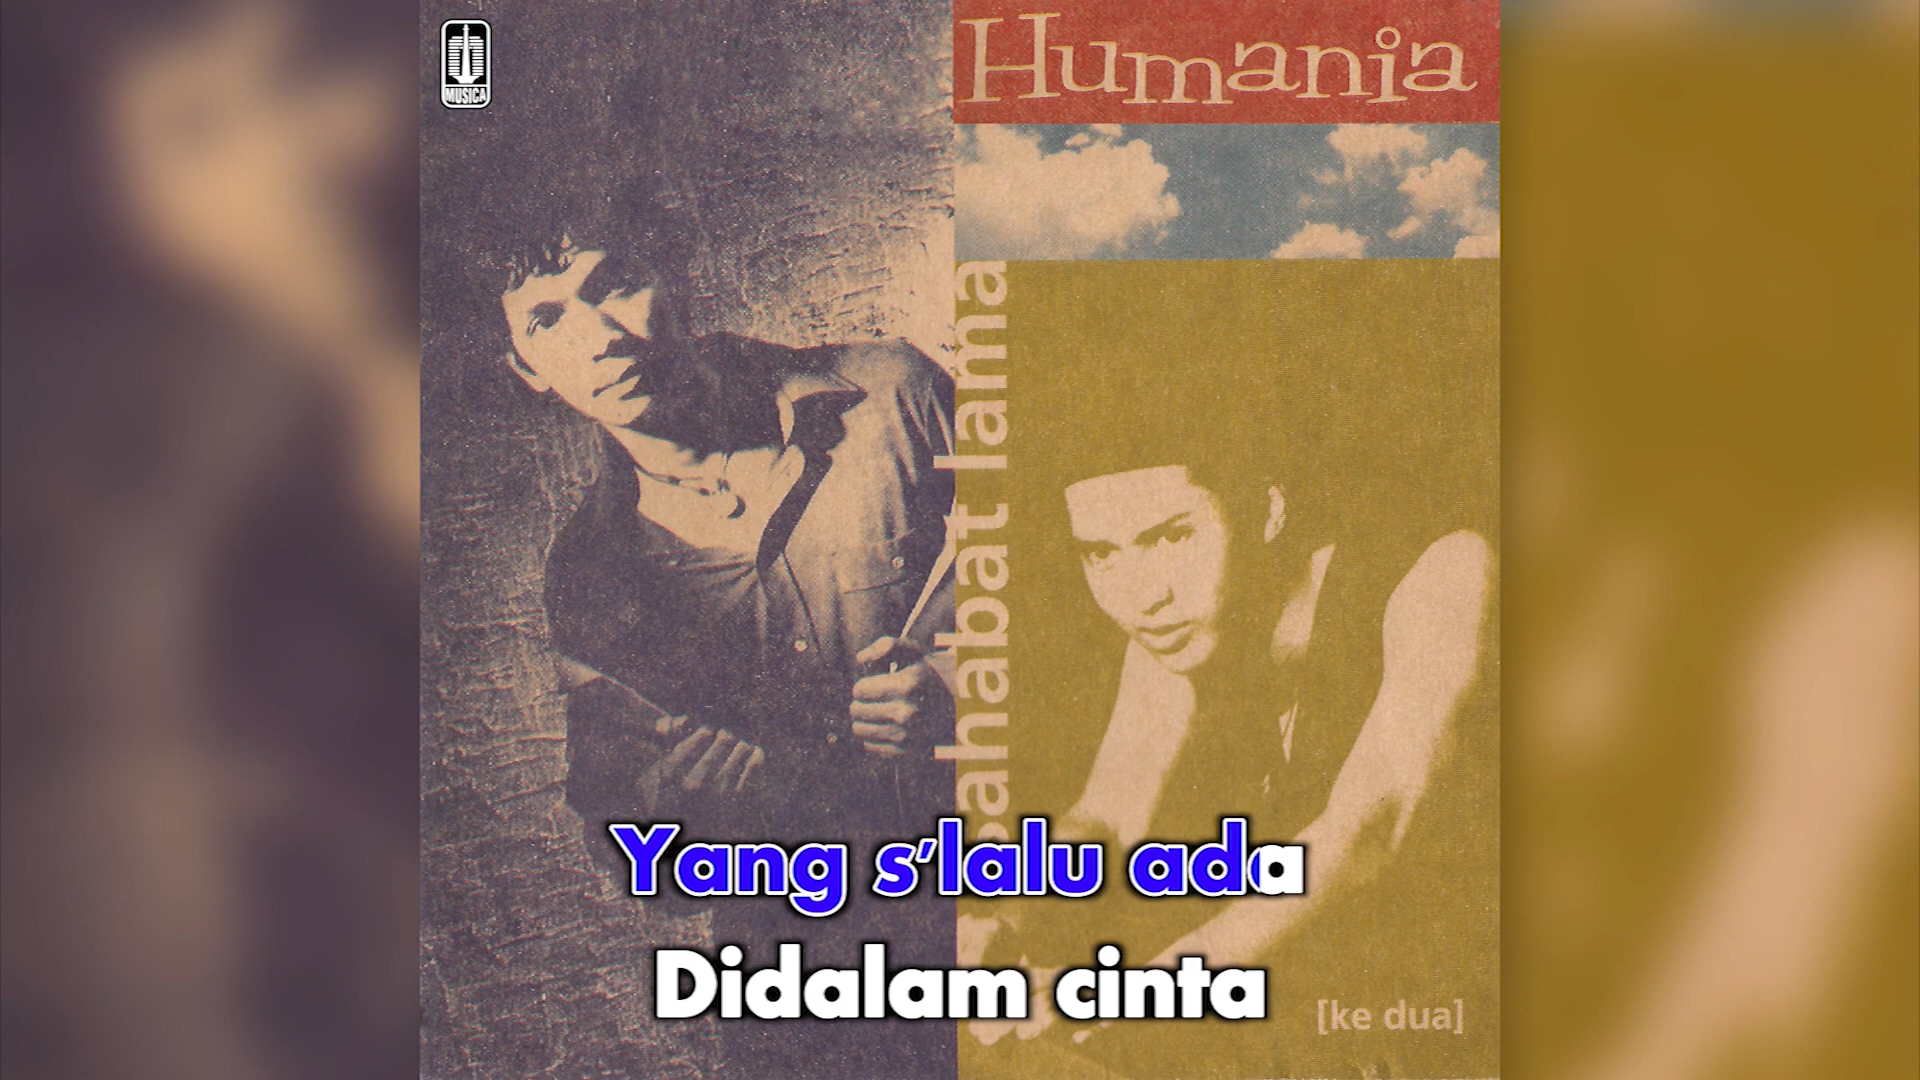 MUSICA
Humania
sahabat lama
Yang s'lalu ada
Didalam cinta
[ke dua]